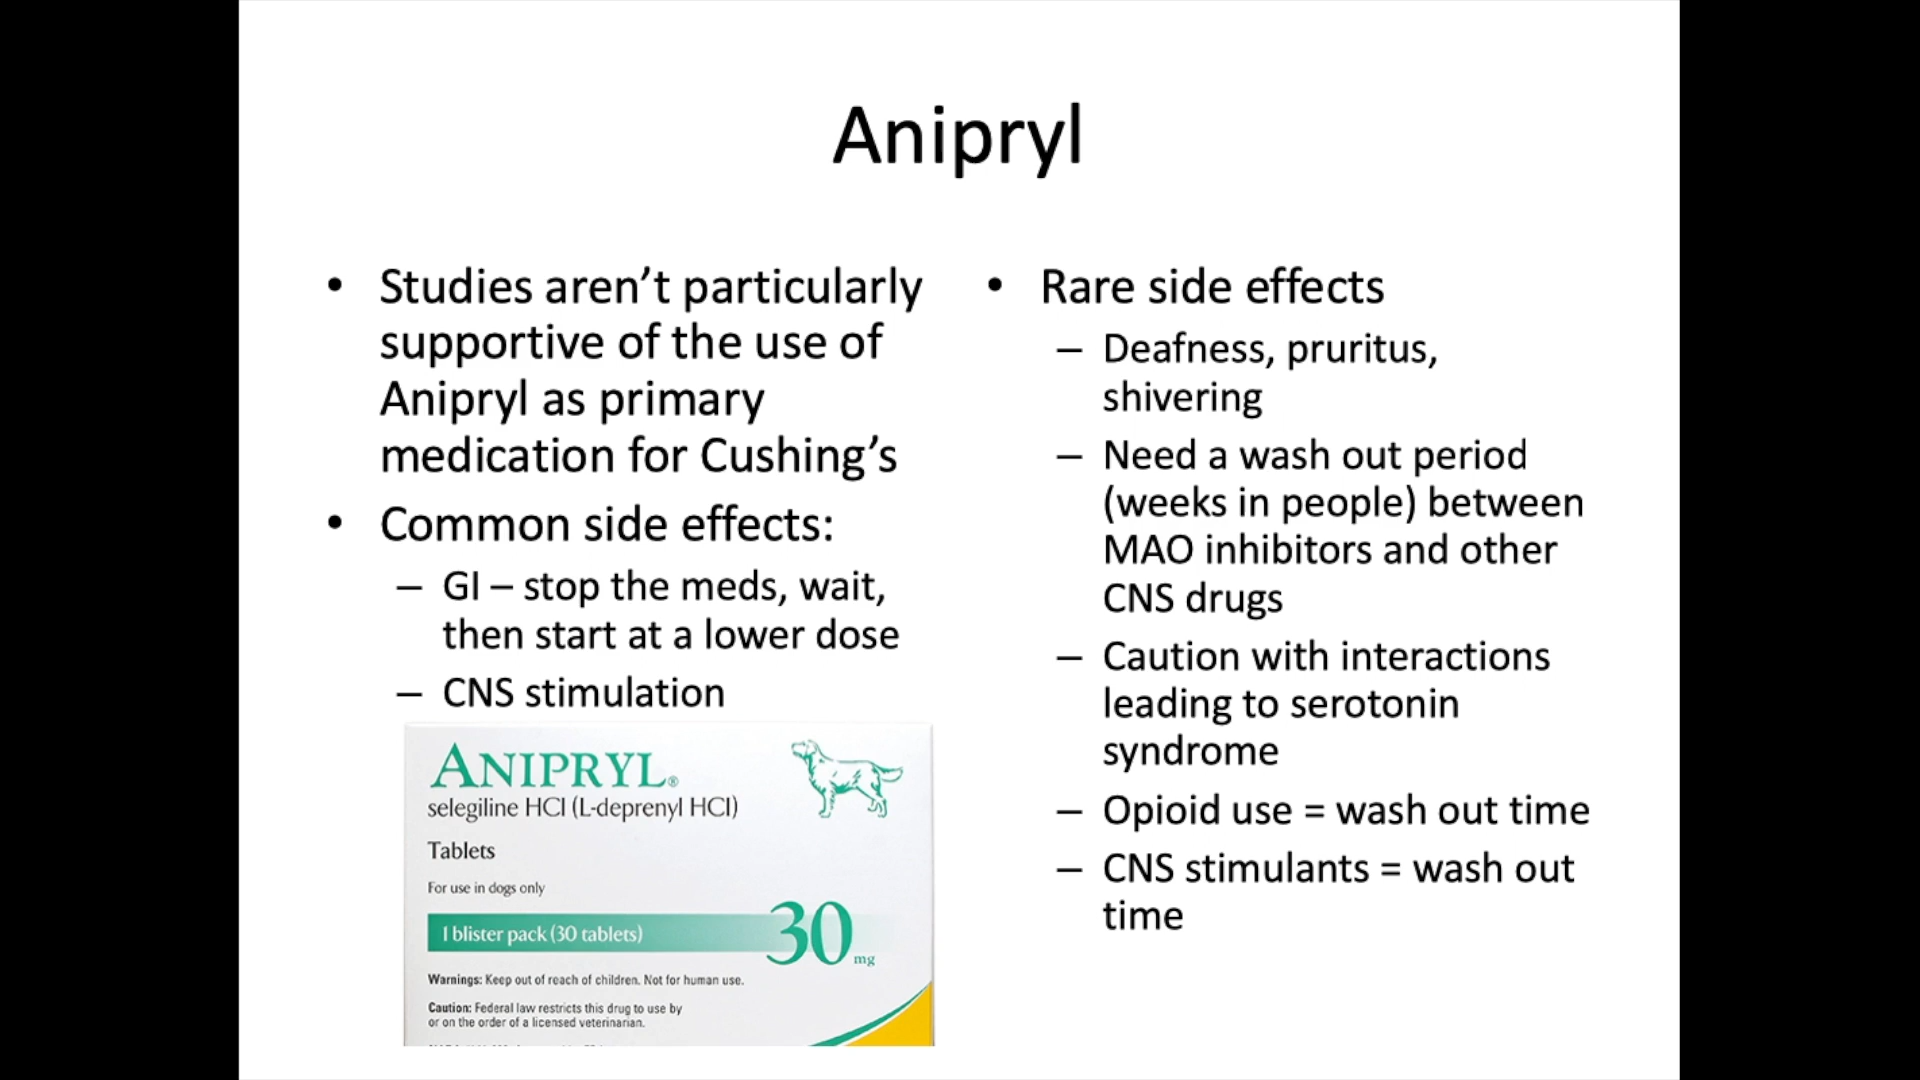 Anipryl
• Studies aren’t particularly
supportive of the use of
Anipryl as primary
medication for Cushing’s
• Common side effects:
– GI – stop the meds, wait,
then start at a lower dose
– CNS stimulation
ANIPRYL®
selegiline HCl (L-deprenyl HCl)
Tablets
For use in dogs only
1 blister pack (30 tablets)
30 mg
Warnings: Keep out of reach of children. Not for human use.
Caution: Federal law restricts this drug to use by
or on the order of a licensed veterinarian.
• Rare side effects
– Deafness, pruritus,
shivering
– Need a wash out period
(weeks in people) between
MAO inhibitors and other
CNS drugs
– Caution with interactions
leading to serotonin
syndrome
– Opioid use = wash out time
– CNS stimulants = wash out
time